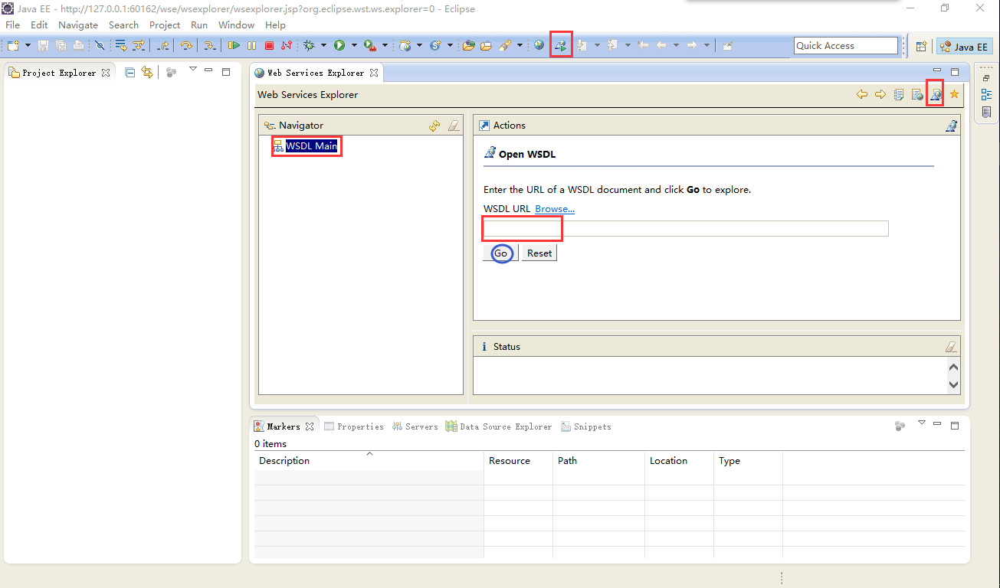 Java EE - http://127.0.0.1:60162/wse/wsexplorer/wsexplorer.jsp?org.eclipse.wst.ws.explorer=0 - Eclipse
File Edit Navigate Search Project Run Window Help
Quick Access Java EE
Project Explorer
Web Services Explorer
Web Services Explorer
Navigator
WSDL Main
Actions
Open WSDL
Enter the URL of a WSDL document and click Go to explore.
WSDL URL Browse...
Go Reset
Status
Markers Properties Servers Data Source Explorer Snippets
0 items
Description Resource Path Location Type